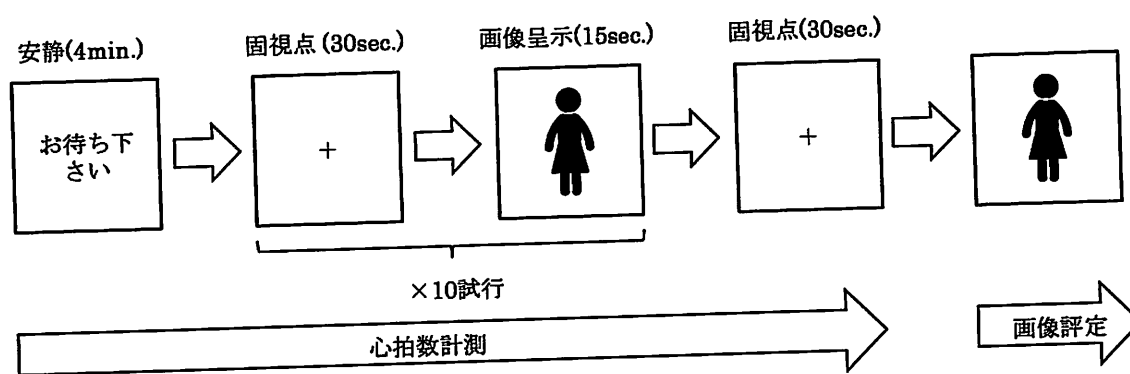 安静(4min.)
固視点 (30sec.)
画像呈示(15sec.)
固視点(30sec.)
お待ち下
さい
+
+
×10試行
心拍数計測
画像評定